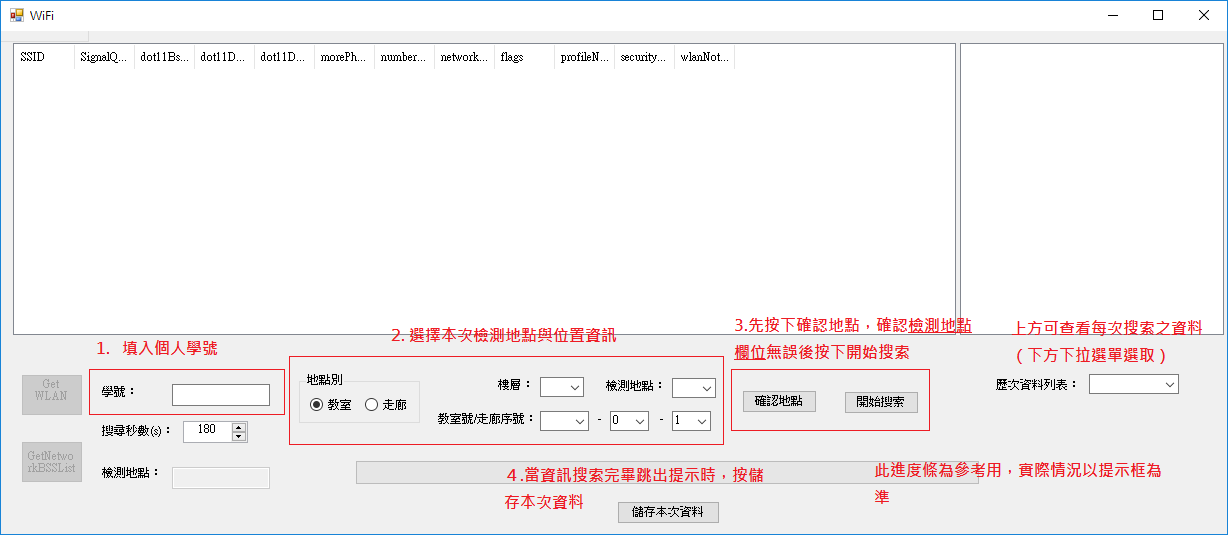 WiFi
SSID SignalQ... dot11Bs... dot11D... dot11D... morePh... number... network... flags profileN... security... wlanNot...
1. 填入個人學號
2. 選擇本次檢測地點與位置資訊
3.先按下確認地點，確認檢測地點
欄位無誤後按下開始搜索
上方可查看每次搜索之資料
（下方下拉選單選取）
Get
WLAN
學號：
地點別
教室 走廊
樓層：
檢測地點：
確認地點
開始搜索
歷次資料列表：
搜尋秒數(s)： 180
教室號/走廊序號： - 0 - 1
GetNetwo
rkBSSList
檢測地點：
４.當資訊搜索完畢跳出提示時，按儲
存本次資料
此進度條為參考用，實際情況以提示框為
準
儲存本次資料